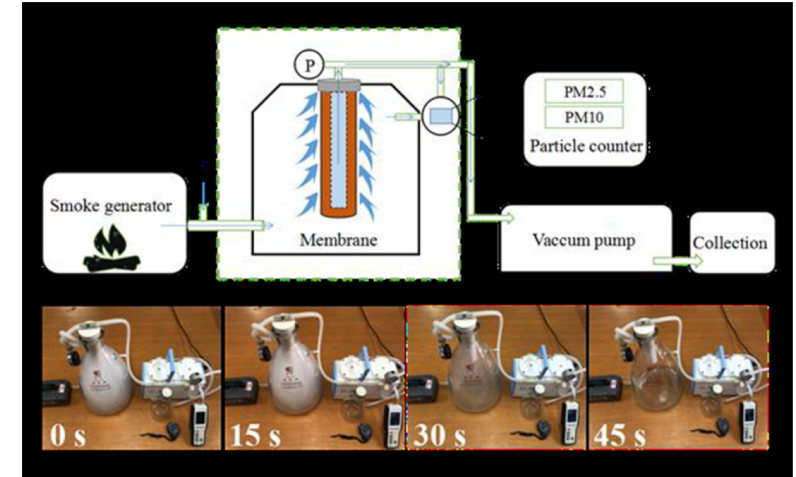 P
PM2.5
PM10
Particle counter
Smoke generator
Membrane
Vaccum pump
Collection
0 s
15 s
30 s
45 s